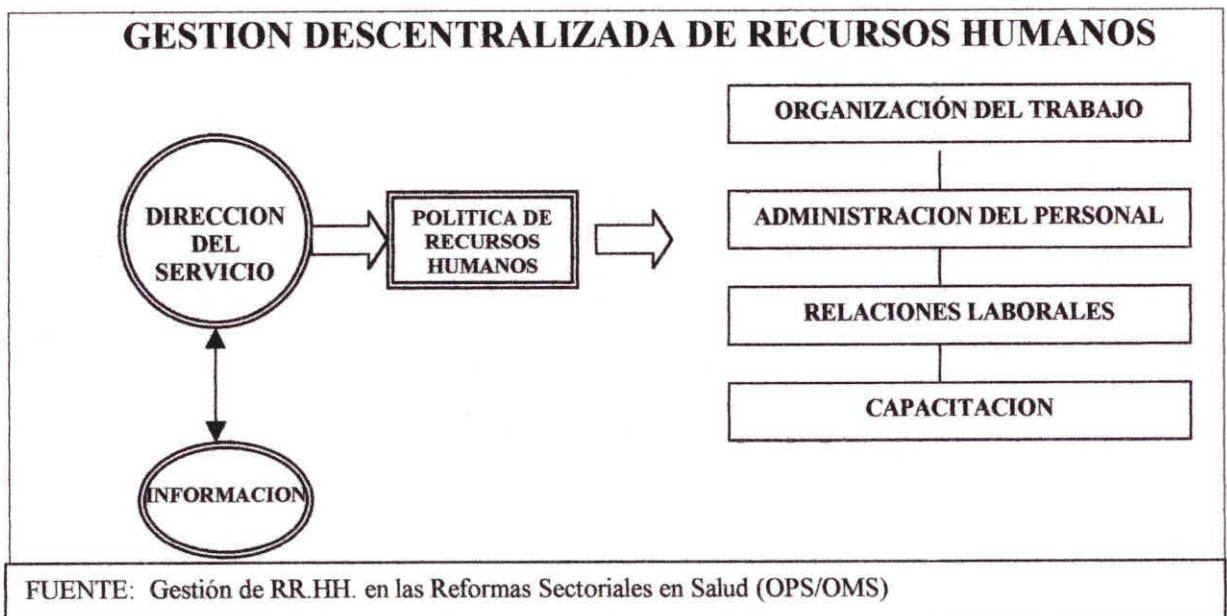 GESTION DESCENTRALIZADA DE RECURSOS HUMANOS
DIRECCION
DEL
SERVICIO
POLITICA DE
RECURSOS
HUMANOS
ORGANIZACIÓN DEL TRABAJO
ADMINISTRACION DEL PERSONAL
RELACIONES LABORALES
CAPACITACION
INFORMACION
FUENTE: Gestión de RR.HH. en las Reformas Sectoriales en Salud (OPS/OMS)